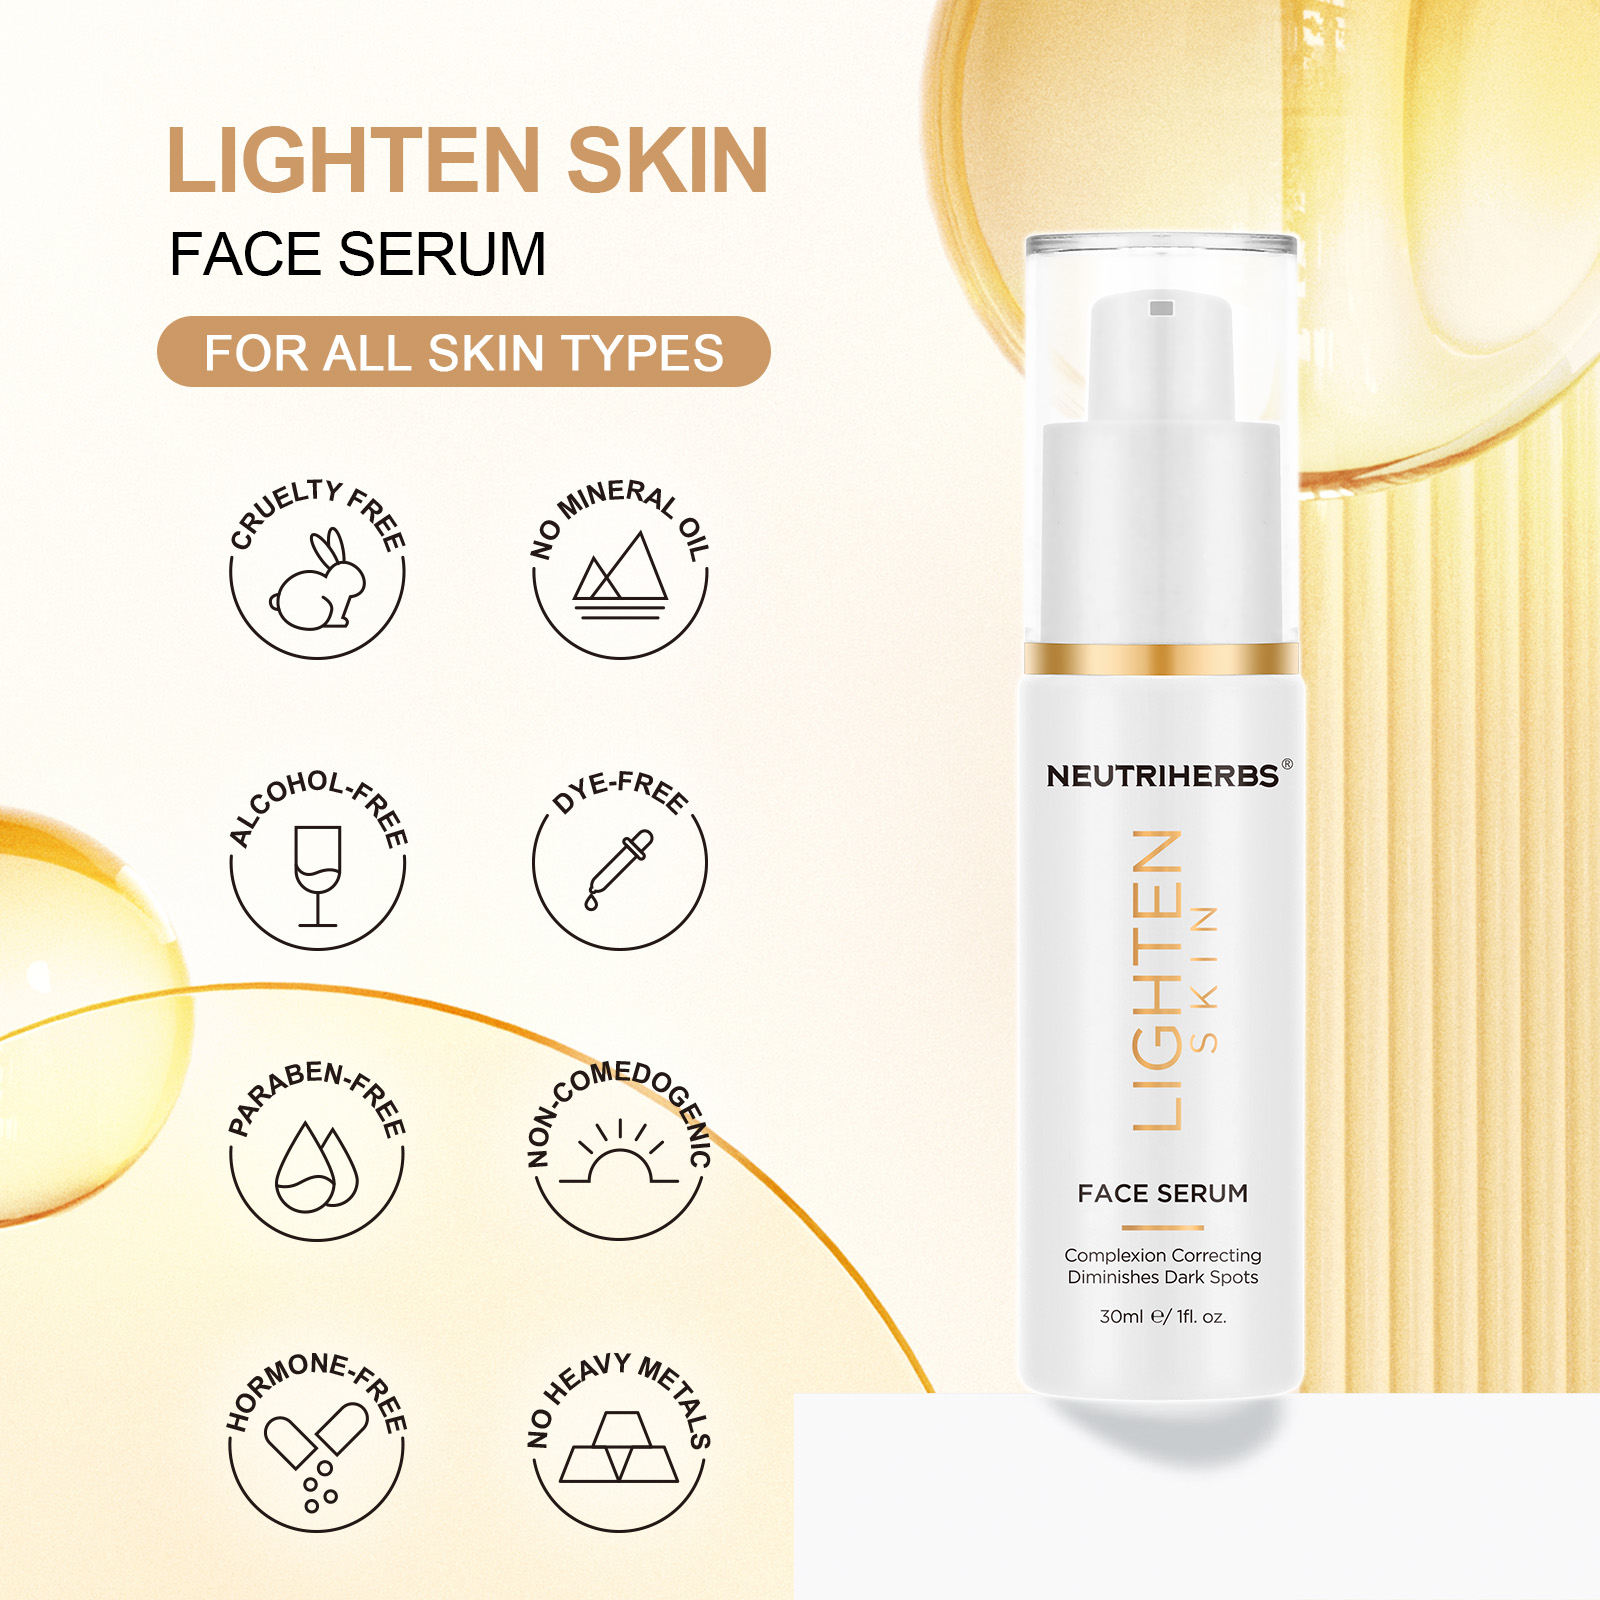 LIGHTEN SKIN
FACE SERUM
FOR ALL SKIN TYPES
CRUELTY FREE
NO MINERAL OIL
ALCOHOL-FREE
DYE-FREE
PARABEN-FREE
NON-COMEDOGENIC
HORMONE-FREE
NO HEAVY METALS
NEUTRIHERBS®
LIGHTEN
SKIN
FACE SERUM
Complexion Correcting
Diminishes Dark Spots
30ml ℮/ 1fl. oz.